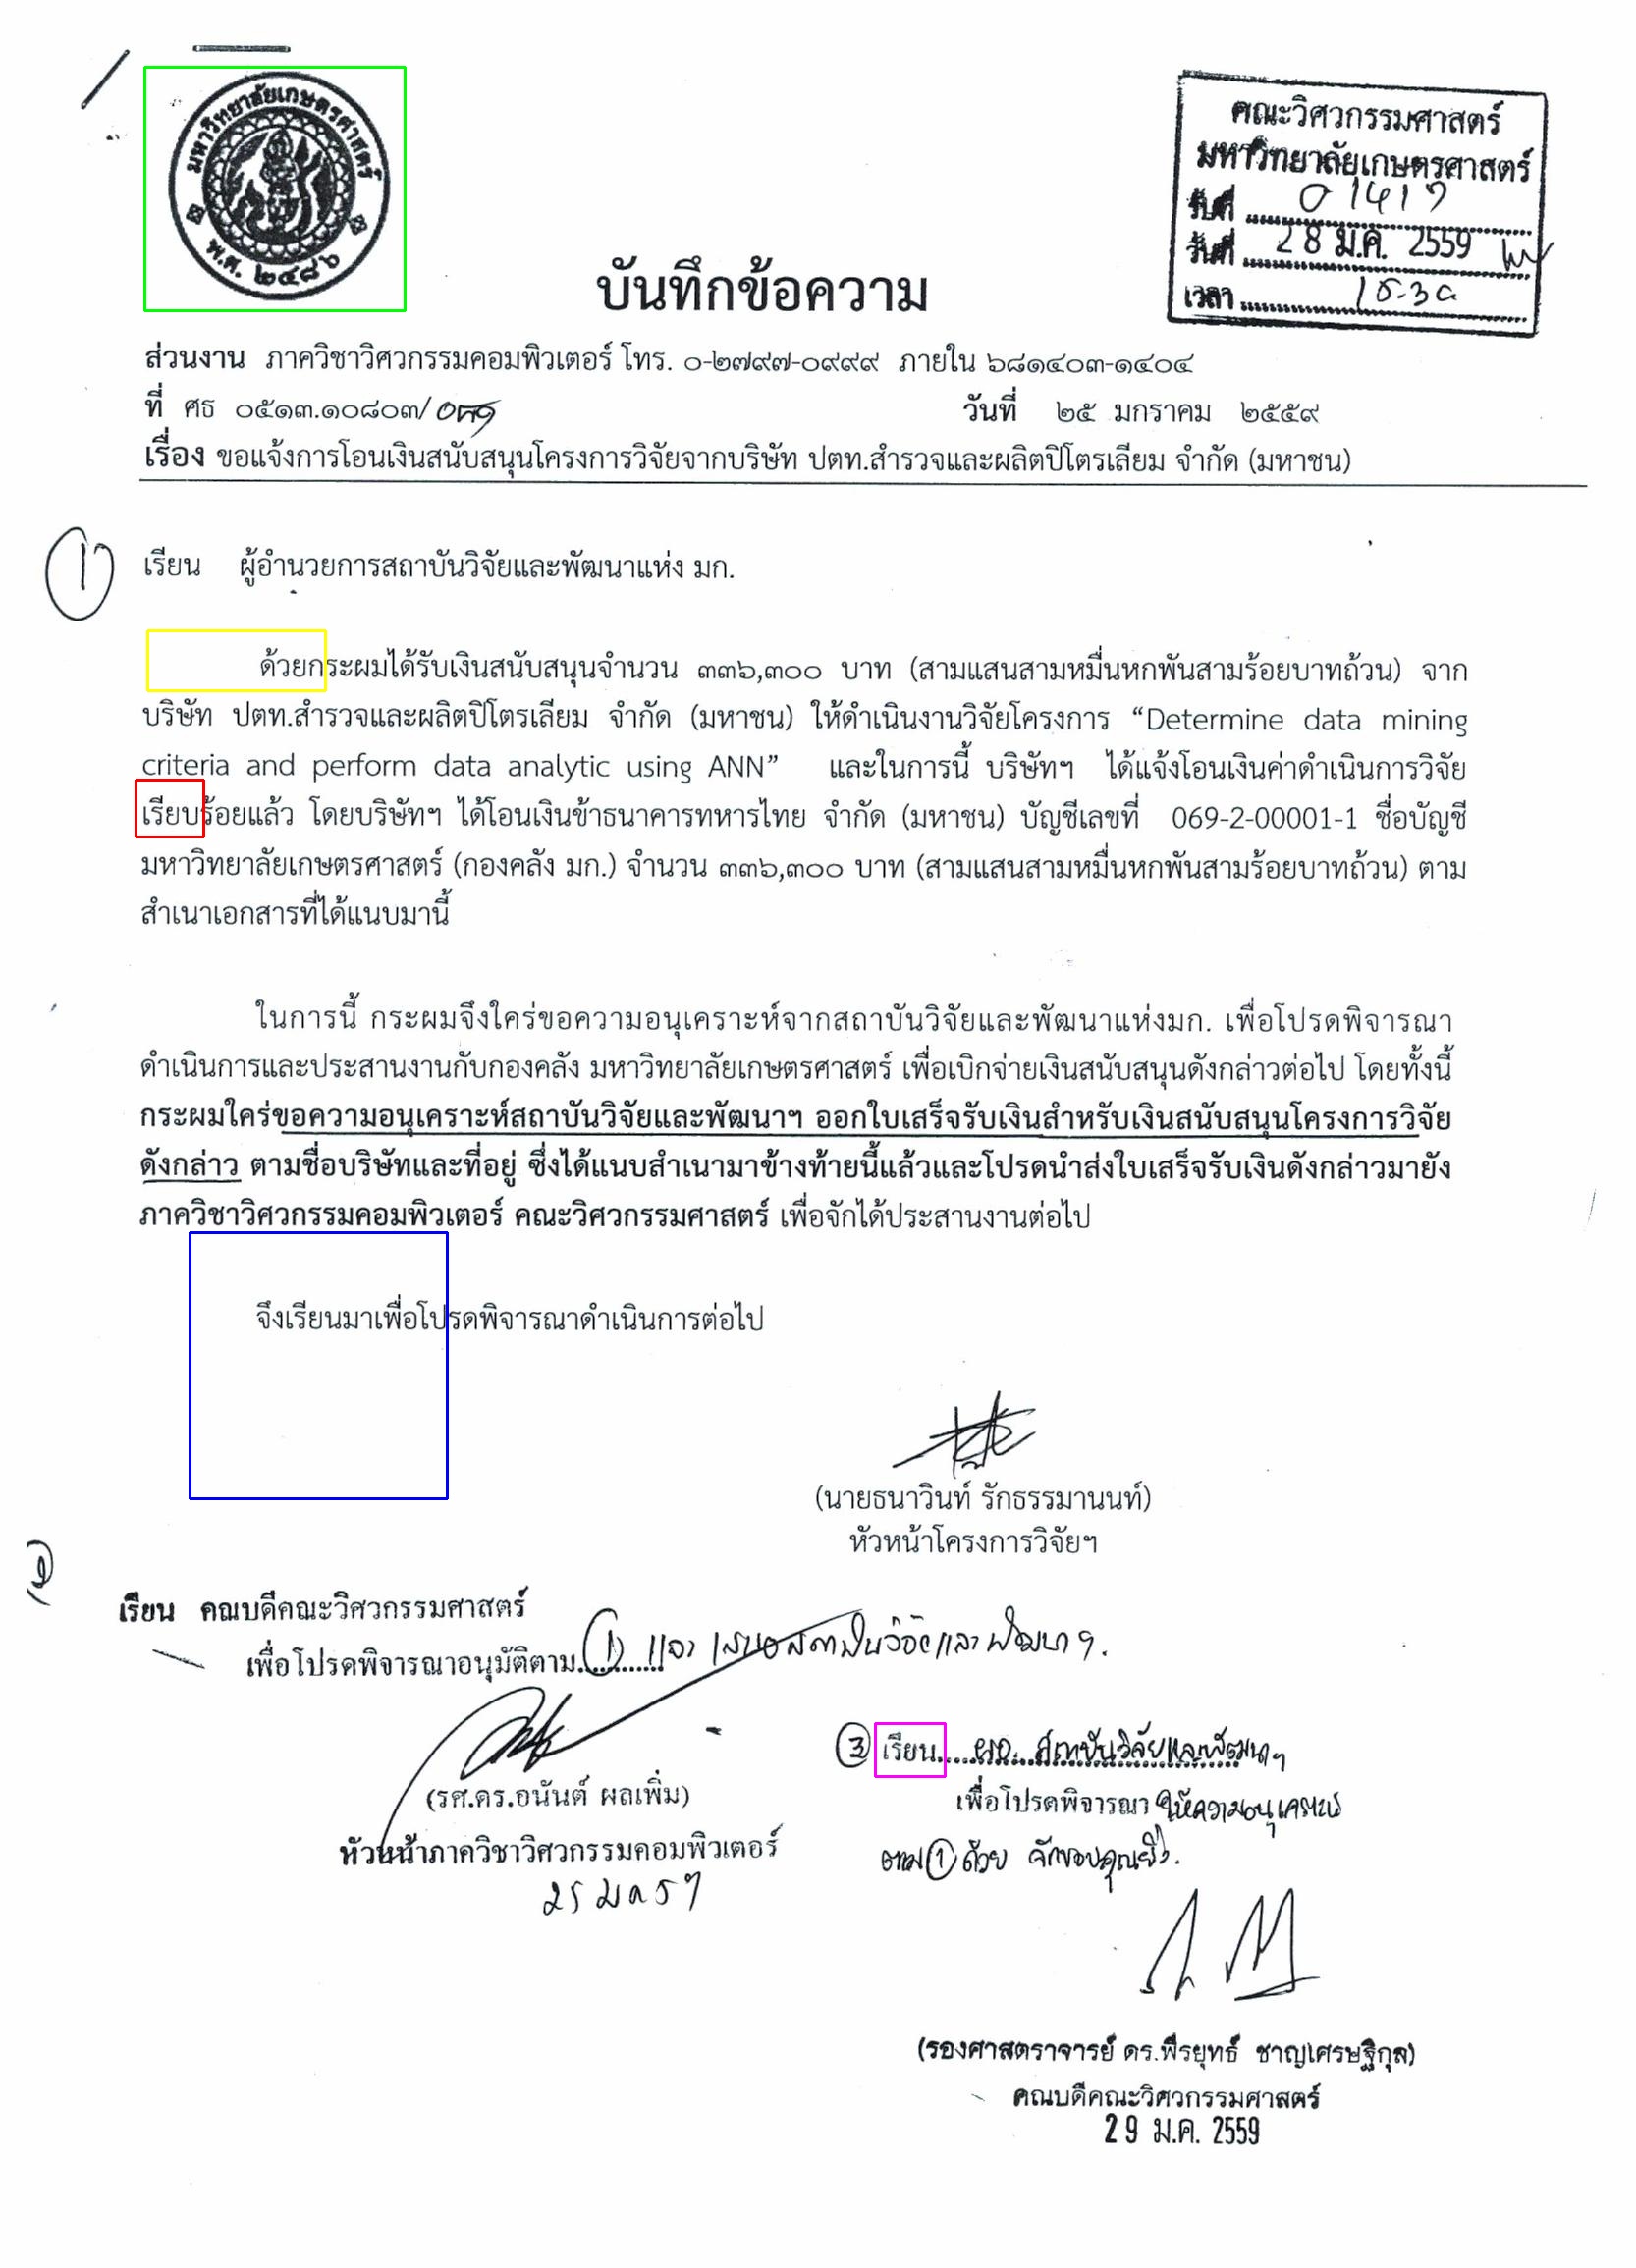 มหาวิทยาลัยเกษตรศาสตร์
พ.ศ. ๒๔๘๖
คณะวิศวกรรมศาสตร์
มหาวิทยาลัยเกษตรศาสตร์
รับที่ 01417
วันที่ 28 ม.ค. 2559
เวลา
บันทึกข้อความ
ส่วนงาน ภาควิชาวิศวกรรมคอมพิวเตอร์ โทร. ๐-๒๗๙๗-๐๙๙๙ ภายใน ๖๘๑๔๐๓-๑๔๐๔
ที่ ศธ ๐๕๑๓.๑๐๘๐๓/
วันที่ ๒๕ มกราคม ๒๕๕๙
เรื่อง ขอแจ้งการโอนเงินสนับสนุนโครงการวิจัยจากบริษัท ปตท.สำรวจและผลิตปิโตรเลียม จำกัด (มหาชน)
① เรียน ผู้อำนวยการสถาบันวิจัยและพัฒนาแห่ง มก.
ด้วยกระผมได้รับเงินสนับสนุนจำนวน ๓๓๖,๓๐๐ บาท (สามแสนสามหมื่นหกพันสามร้อยบาทถ้วน) จาก
บริษัท ปตท.สำรวจและผลิตปิโตรเลียม จำกัด (มหาชน) ให้ดำเนินงานวิจัยโครงการ “Determine data mining
criteria and perform data analytic using ANN” และในการนี้ บริษัทฯ ได้แจ้งโอนเงินค่าดำเนินการวิจัย
เรียบร้อยแล้ว โดยบริษัทฯ ได้โอนเงินข้าธนาคารทหารไทย จำกัด (มหาชน) บัญชีเลขที่ 069-2-00001-1 ชื่อบัญชี
มหาวิทยาลัยเกษตรศาสตร์ (กองคลัง มก.) จำนวน ๓๓๖,๓๐๐ บาท (สามแสนสามหมื่นหกพันสามร้อยบาทถ้วน) ตาม
สำเนาเอกสารที่ได้แนบมานี้
ในการนี้ กระผมจึงใคร่ขอความอนุเคราะห์จากสถาบันวิจัยและพัฒนาแห่งมก. เพื่อโปรดพิจารณา
ดำเนินการและประสานงานกับกองคลัง มหาวิทยาลัยเกษตรศาสตร์ เพื่อเบิกจ่ายเงินสนับสนุนดังกล่าวต่อไป โดยทั้งนี้
กระผมใคร่ขอความอนุเคราะห์สถาบันวิจัยและพัฒนาฯ ออกใบเสร็จรับเงินสำหรับเงินสนับสนุนโครงการวิจัย
ดังกล่าว ตามชื่อบริษัทและที่อยู่ ซึ่งได้แนบสำเนามาข้างท้ายนี้แล้วและโปรดนำส่งใบเสร็จรับเงินดังกล่าวมายัง
ภาควิชาวิศวกรรมคอมพิวเตอร์ คณะวิศวกรรมศาสตร์ เพื่อจักได้ประสานงานต่อไป
จึงเรียนมาเพื่อโปรดพิจารณาดำเนินการต่อไป
(นายธนาวินท์ รักธรรมานนท์)
หัวหน้าโครงการวิจัยฯ
เรียน คณบดีคณะวิศวกรรมศาสตร์
เพื่อโปรดพิจารณาอนุมัติตาม ① และ เสนอสถาบันวิจัยและพัฒนาฯ.
(รศ.ดร.อนันต์ ผลเพิ่ม)
หัวหน้าภาควิชาวิศวกรรมคอมพิวเตอร์
25 มค 59
③ เรียน ผอ. สถาบันวิจัยและพัฒนาฯ
เพื่อโปรดพิจารณา ให้ความอนุเคราะห์
ตาม ① ด้วย จักขอบคุณยิ่ง.
(รองศาสตราจารย์ ดร.พีรยุทธ์ ชาญเศรษฐิกุล)
คณบดีคณะวิศวกรรมศาสตร์
29 ม.ค. 2559